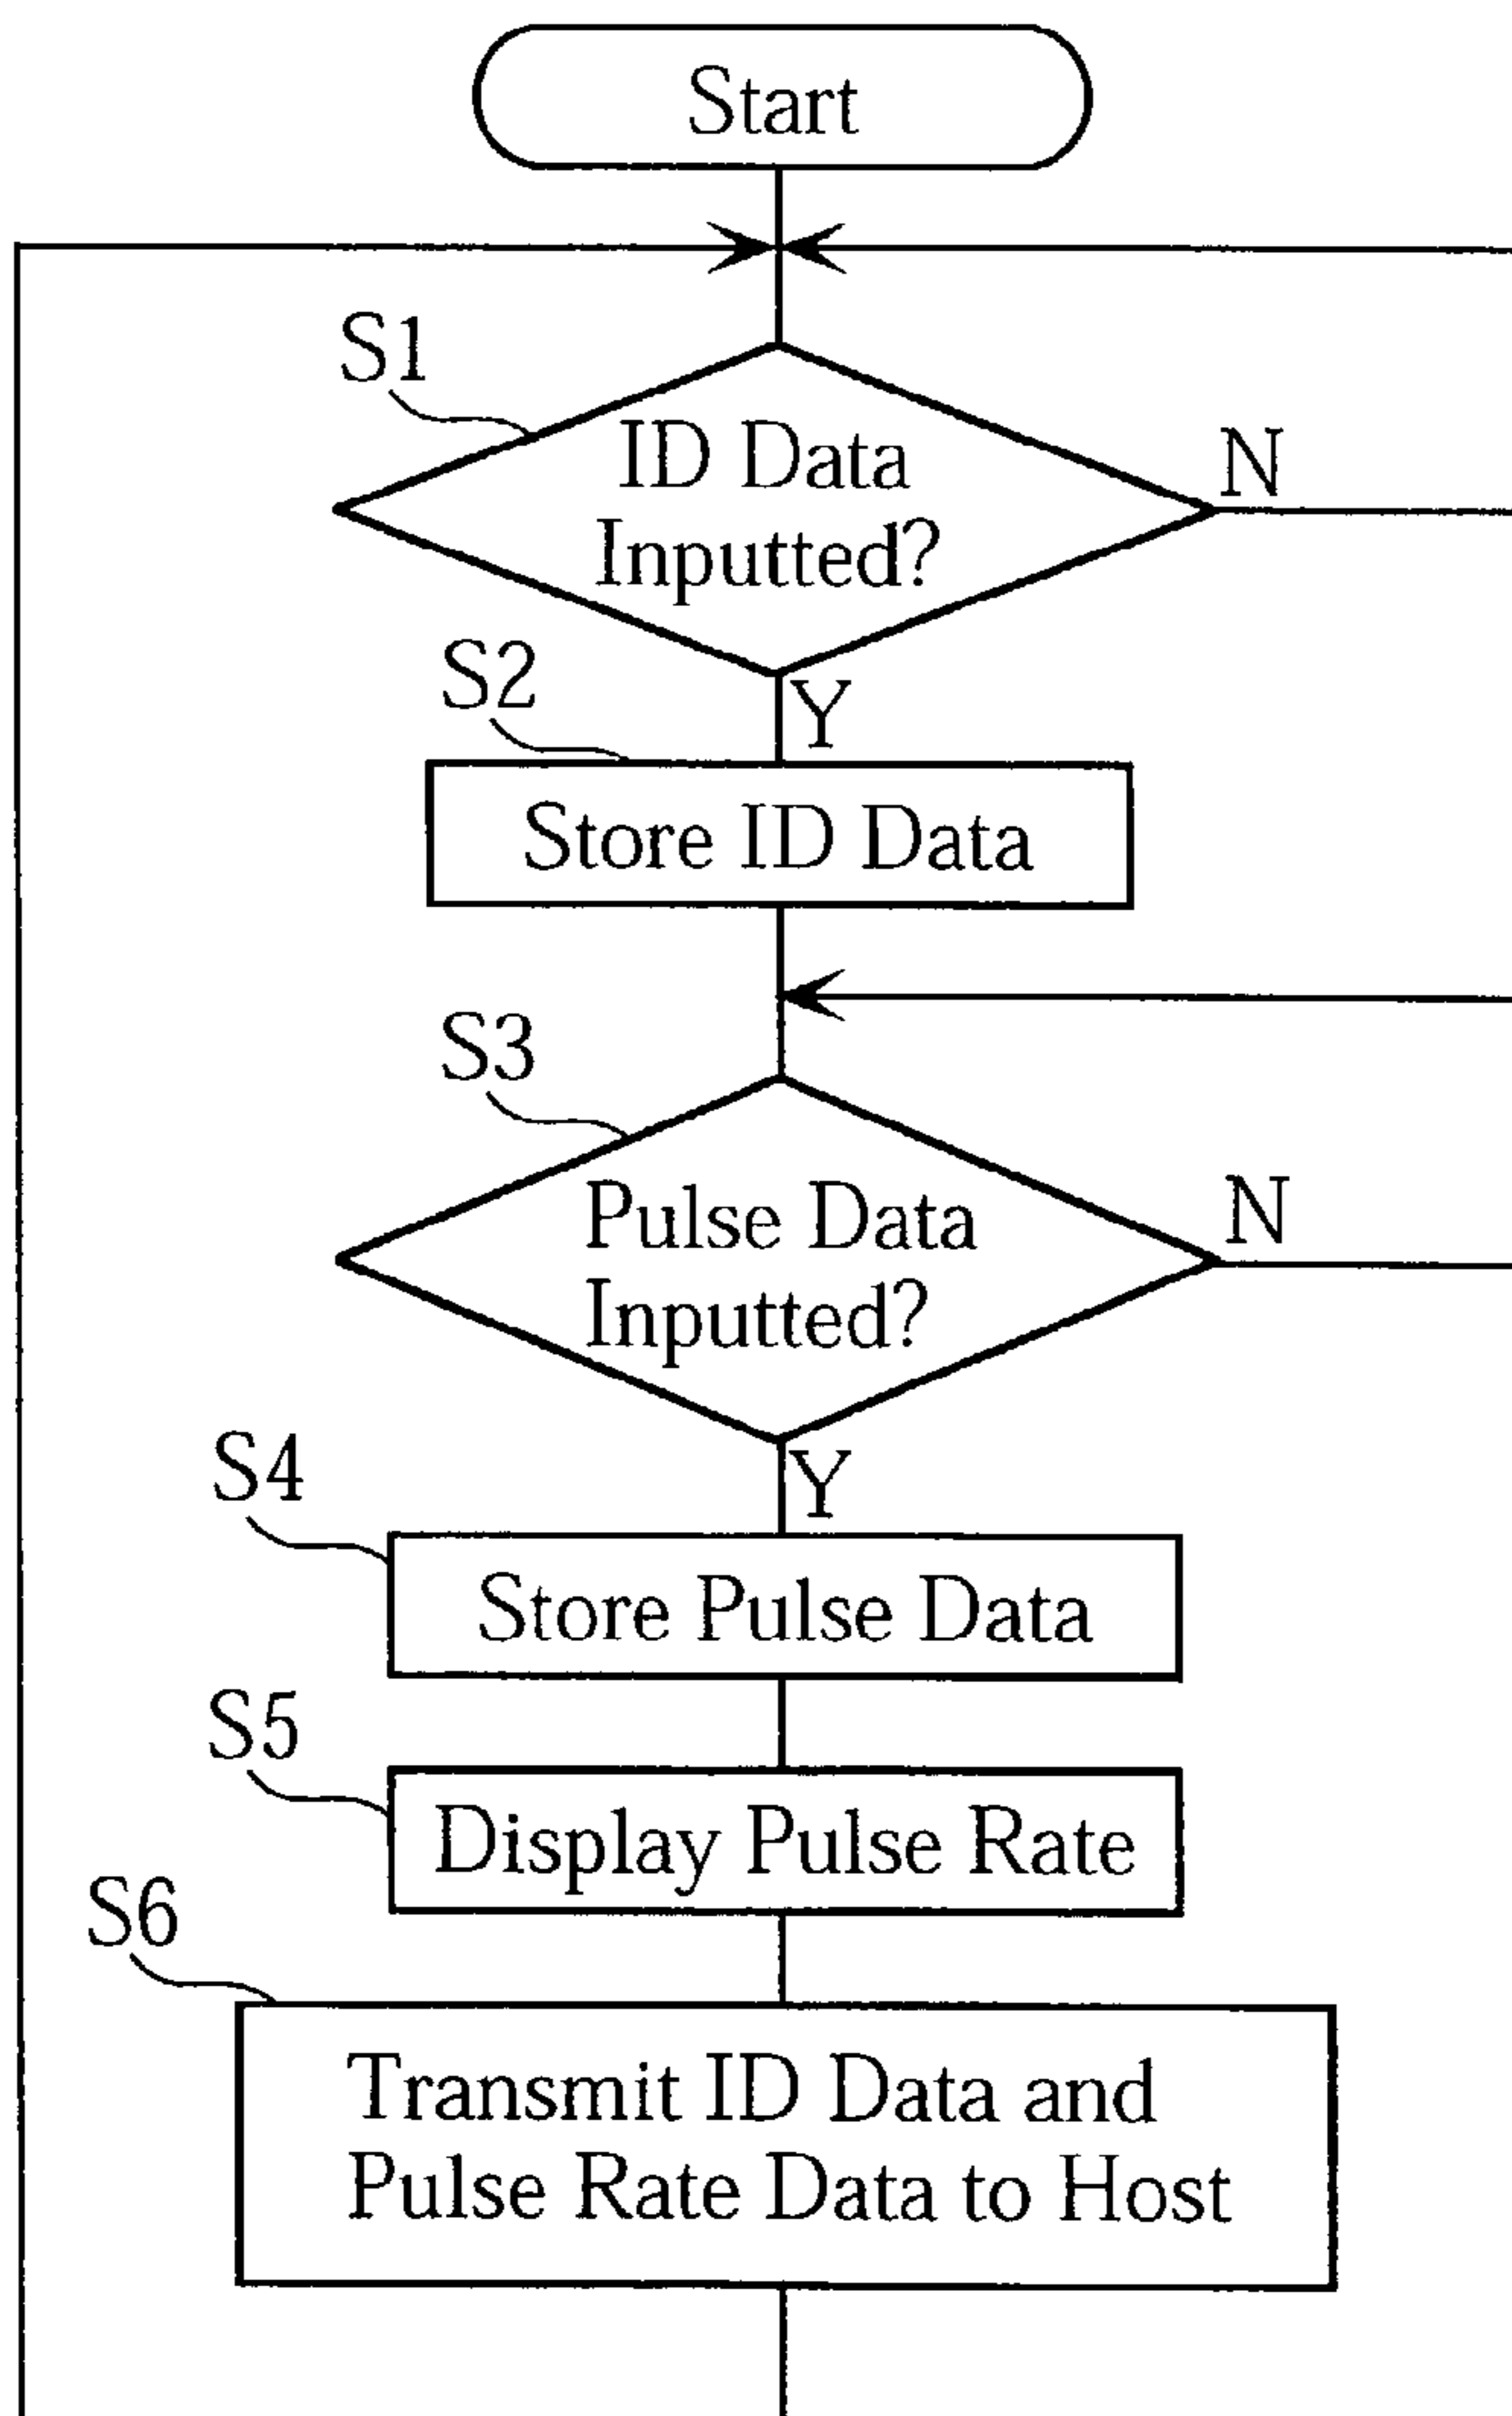 Start
S1
ID Data
Inputted?
N
S2
Y
Store ID Data
S3
Pulse Data
Inputted?
N
S4
Y
Store Pulse Data
S5
Display Pulse Rate
S6
Transmit ID Data and
Pulse Rate Data to Host